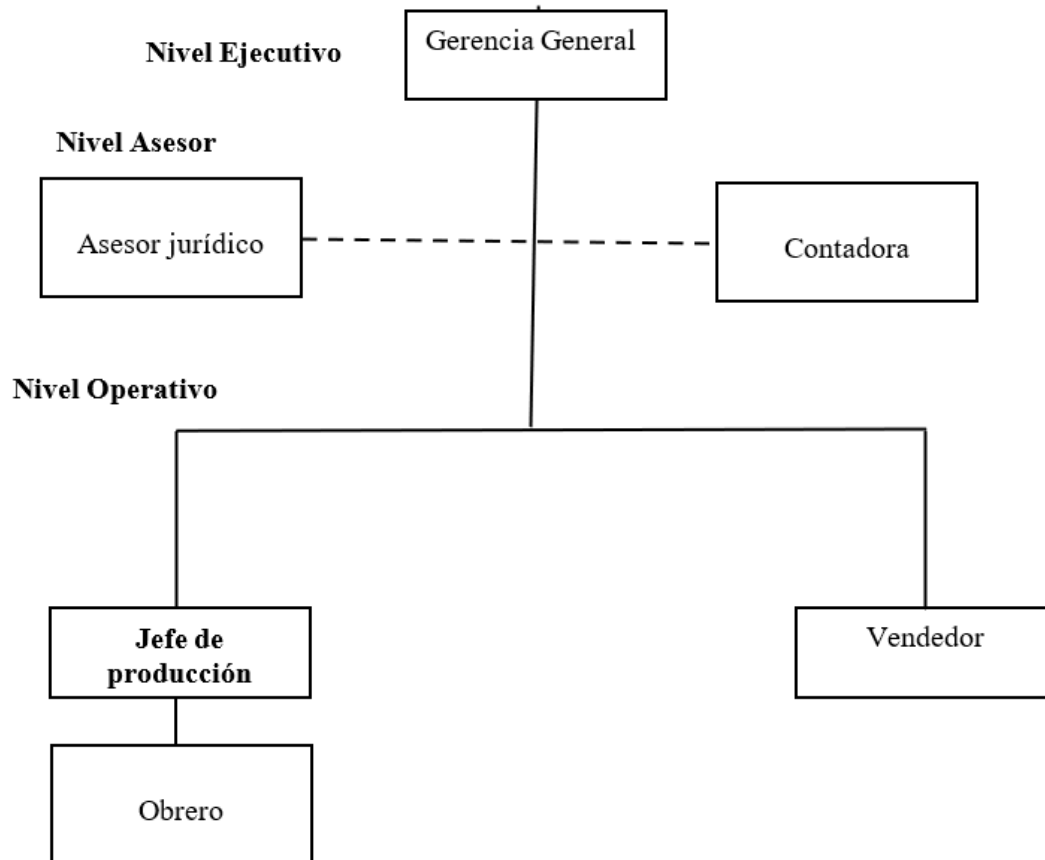 Gerencia General
Nivel Ejecutivo
Nivel Asesor
Asesor jurídico
Contadora
Nivel Operativo
Jefe de
producción
Vendedor
Obrero